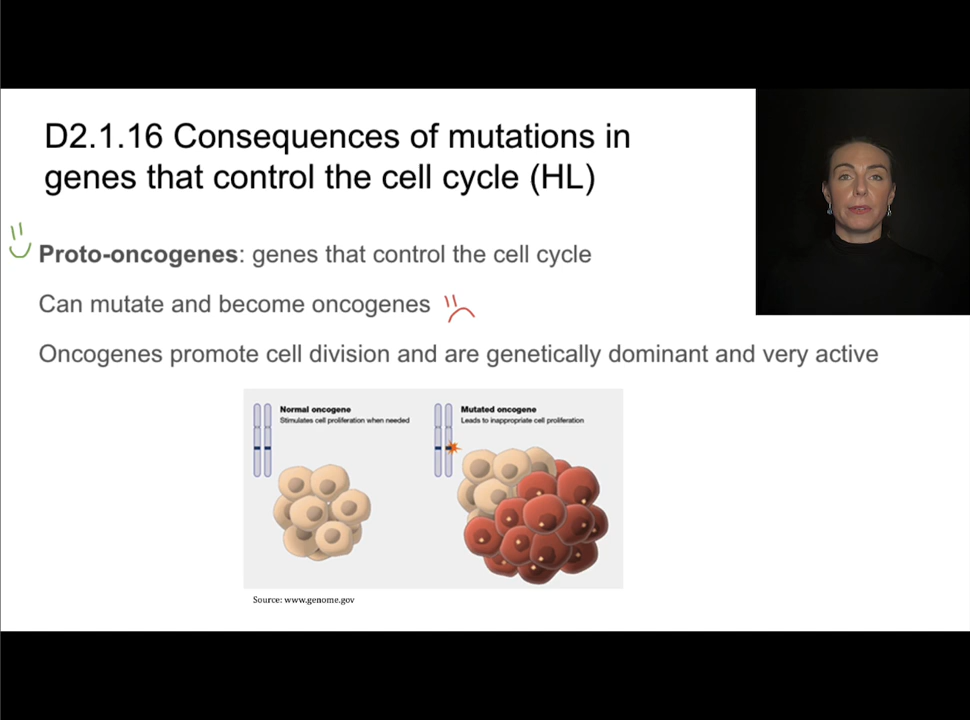 D2.1.16 Consequences of mutations in
genes that control the cell cycle (HL)
Proto-oncogenes: genes that control the cell cycle
Can mutate and become oncogenes
Oncogenes promote cell division and are genetically dominant and very active
Normal oncogene
Stimulates cell proliferation when needed
Mutated oncogene
Leads to inappropriate cell proliferation
Source: www.genome.gov